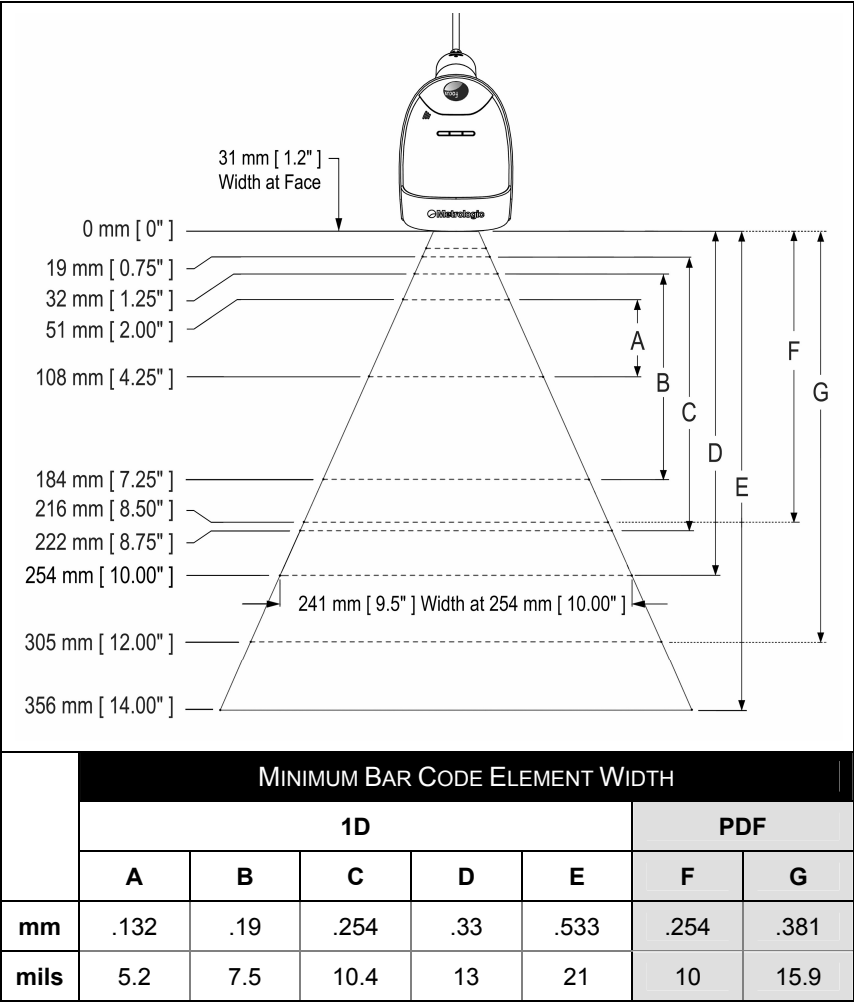 focus
31 mm [ 1.2" ]
Width at Face
Metrologic
0 mm [ 0" ]
19 mm [ 0.75" ]
32 mm [ 1.25" ]
51 mm [ 2.00" ]
A
F
108 mm [ 4.25" ]
B
G
C
D
184 mm [ 7.25" ]
E
216 mm [ 8.50" ]
222 mm [ 8.75" ]
254 mm [ 10.00" ]
241 mm [ 9.5" ] Width at 254 mm [ 10.00" ]
305 mm [ 12.00" ]
356 mm [ 14.00" ]
MINIMUM BAR CODE ELEMENT WIDTH
1D PDF
A B C D E F G
mm .132 .19 .254 .33 .533 .254 .381
mils 5.2 7.5 10.4 13 21 10 15.9